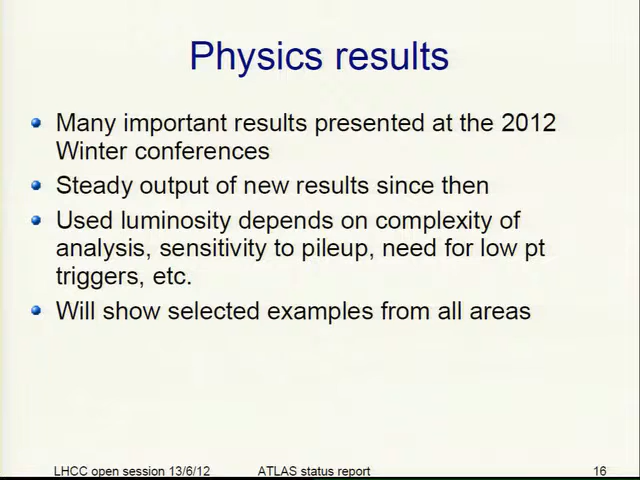 Physics results
Many important results presented at the 2012
Winter conferences
Steady output of new results since then
Used luminosity depends on complexity of
analysis, sensitivity to pileup, need for low pt
triggers, etc.
Will show selected examples from all areas
LHCC open session 13/6/12 ATLAS status report 16